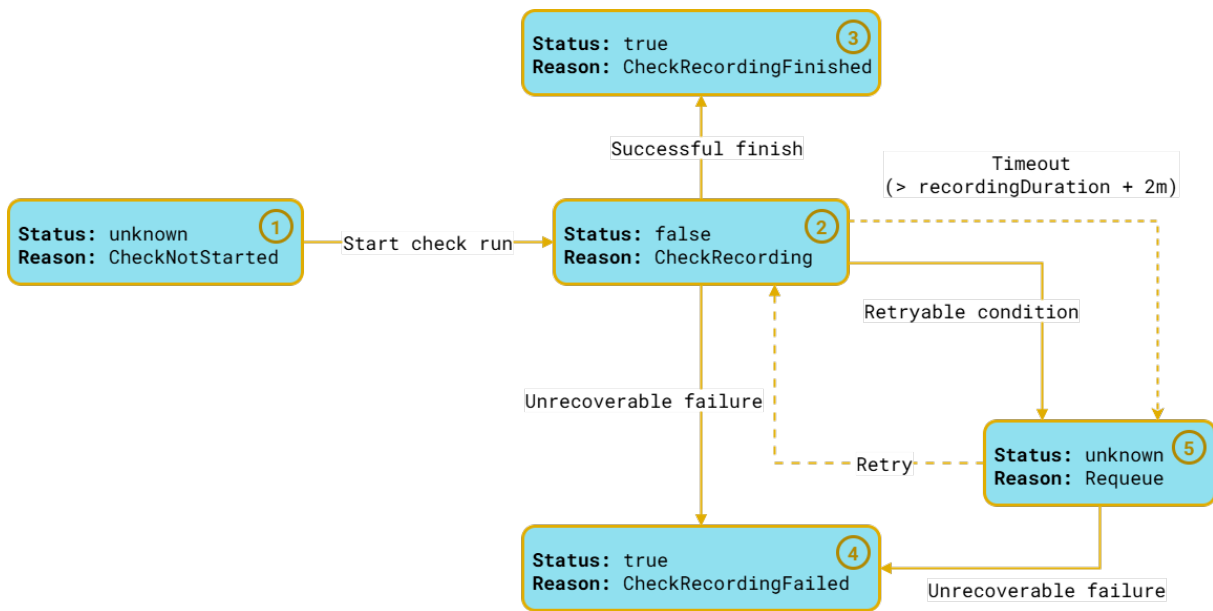 3
Status: true
Reason: CheckRecordingFinished
Successful finish
Timeout
(> recordingDuration + 2m)
1
Status: unknown
Reason: CheckNotStarted
Start check run
2
Status: false
Reason: CheckRecording
Retryable condition
Unrecoverable failure
Retry
5
Status: unknown
Reason: Requeue
4
Status: true
Reason: CheckRecordingFailed
Unrecoverable failure